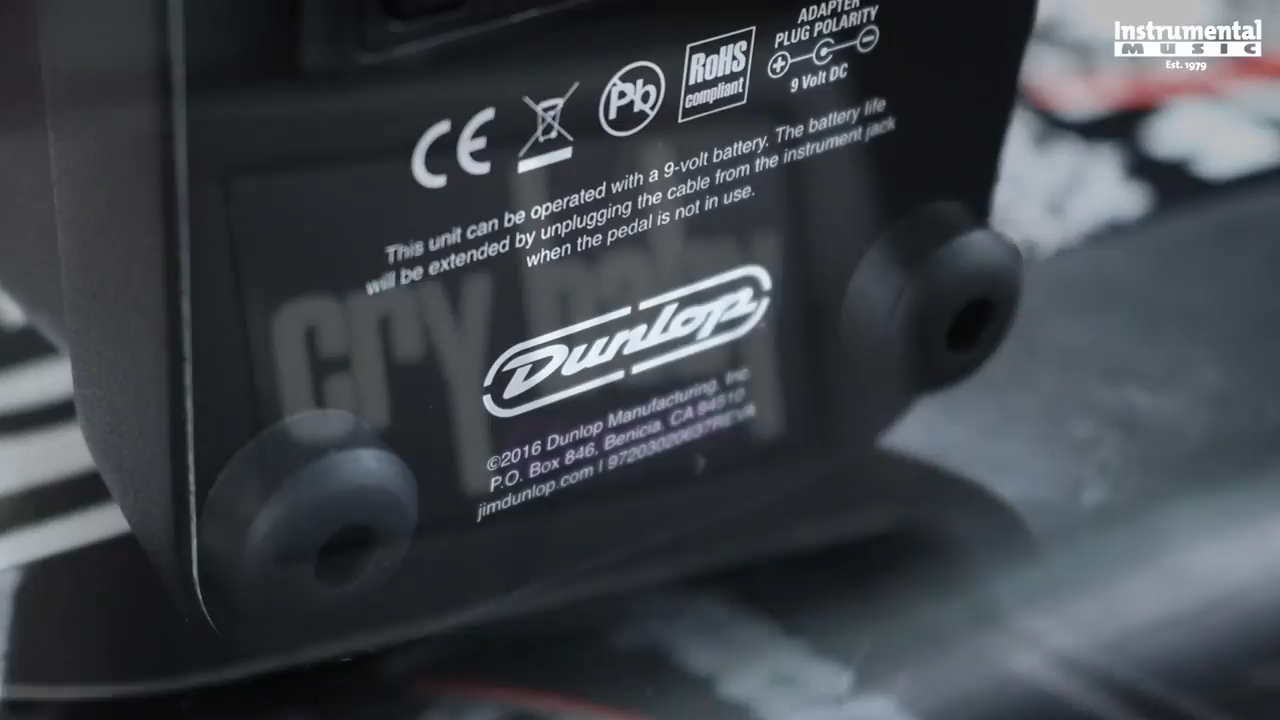 Instrumental
MUSIC
Est. 1979
ADAPTER
PLUG POLARITY
9 Volt DC
CE
Pb
RoHS
compliant
This unit can be operated with a 9-volt battery. The battery life
will be extended by unplugging the cable from the instrument jack
when the pedal is not in use.
cry baby
DUNLOP
©2016 Dunlop Manufacturing, Inc.
P.O. Box 846, Benicia, CA 94510
jimdunlop.com | 97203020637REVA